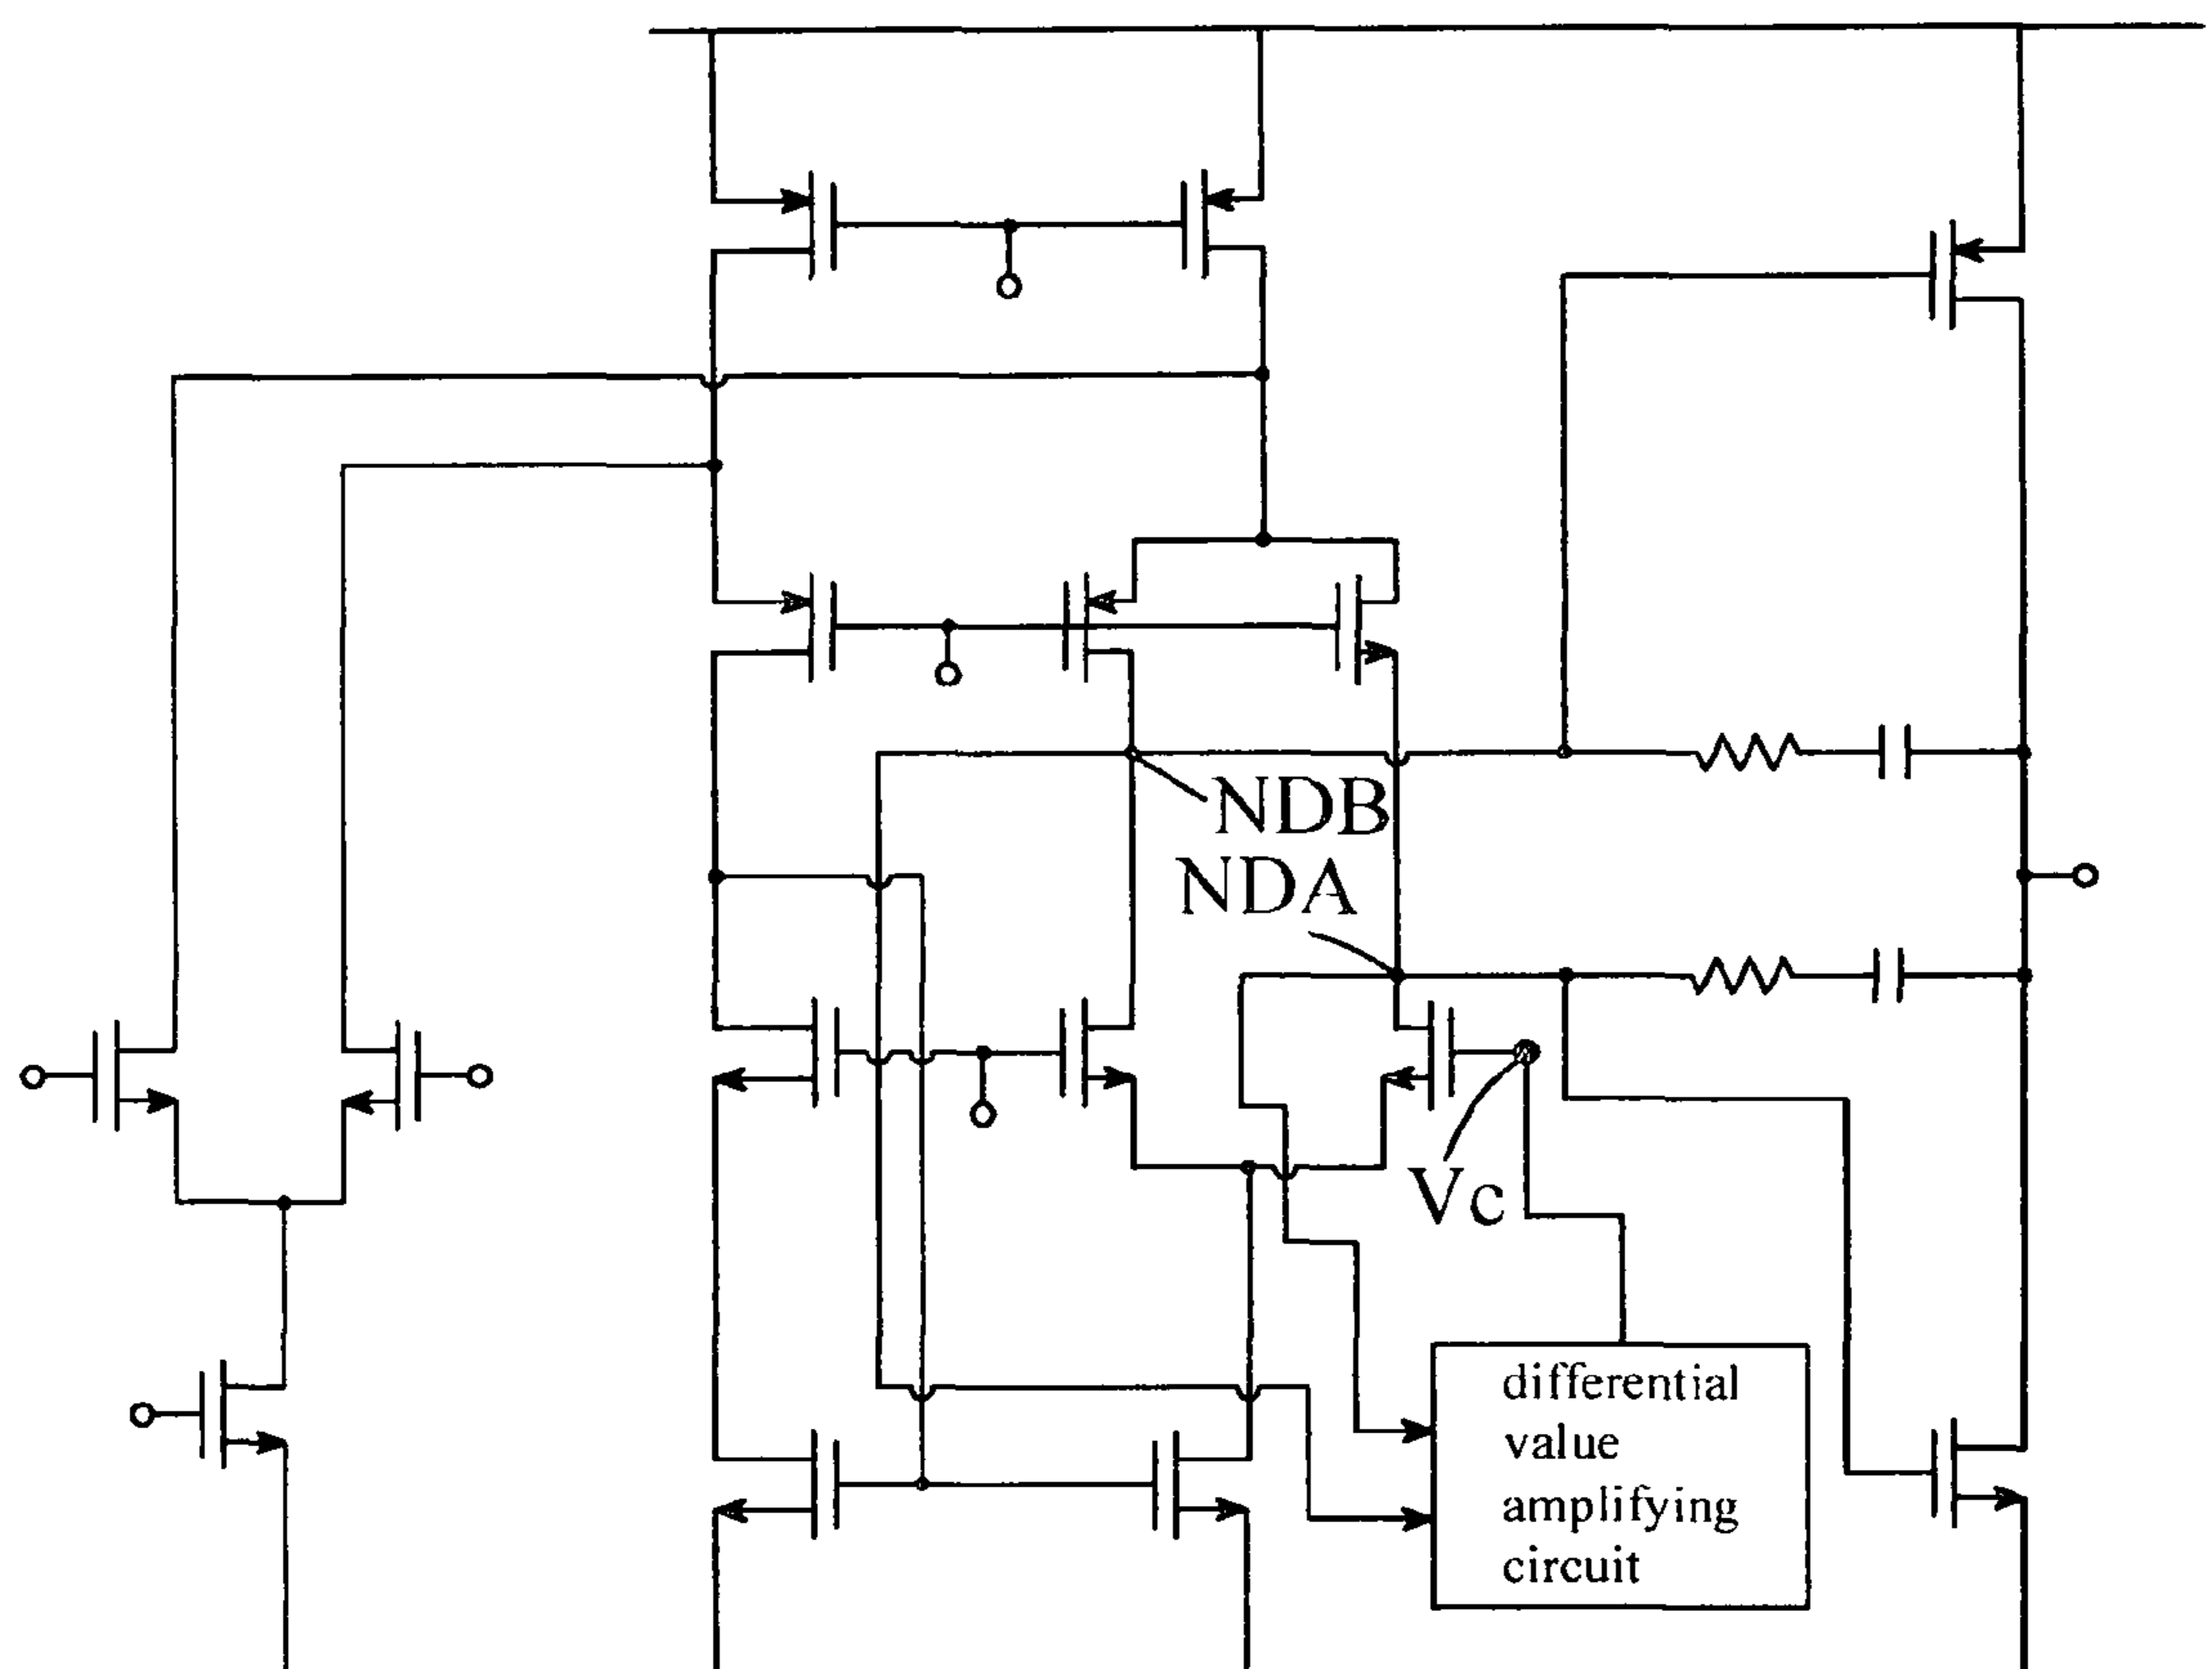 NDB
NDA
Vc
differential
value
amplifying
circuit